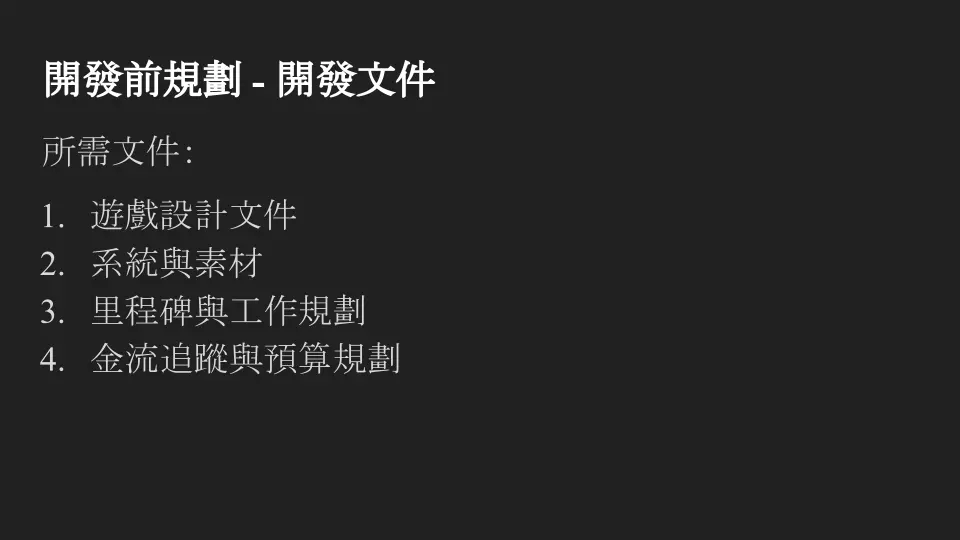 開發前規劃 - 開發文件
所需文件:
1. 遊戲設計文件
2. 系統與素材
3. 里程碑與工作規劃
4. 金流追蹤與預算規劃